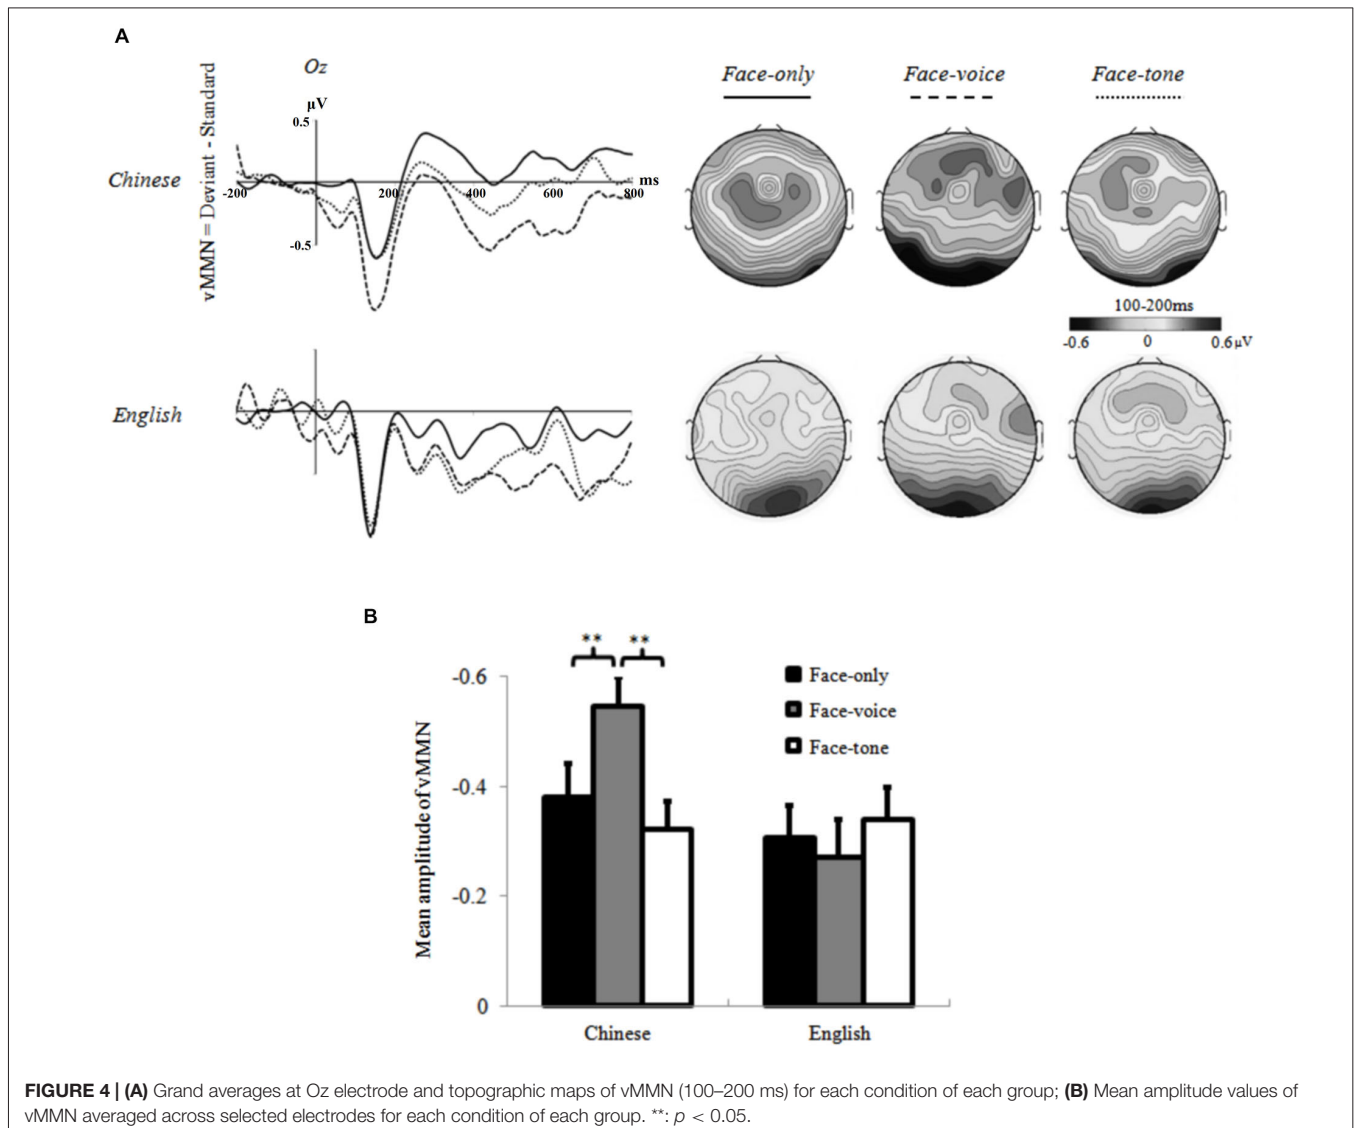 A
Oz
Face-only
Face-voice
Face-tone
vMMN = Deviant - Standard
µV
0.5
Chinese
-200
200
400
600
800
ms
-0.5
100-200ms
-0.6
0
0.6µV
English
B
**
**
-0.6
-0.4
-0.2
0
Mean amplitude of vMMN
Face-only
Face-voice
Face-tone
Chinese
English
FIGURE 4 | (A) Grand averages at Oz electrode and topographic maps of vMMN (100–200 ms) for each condition of each group; (B) Mean amplitude values of
vMMN averaged across selected electrodes for each condition of each group. **: p < 0.05.